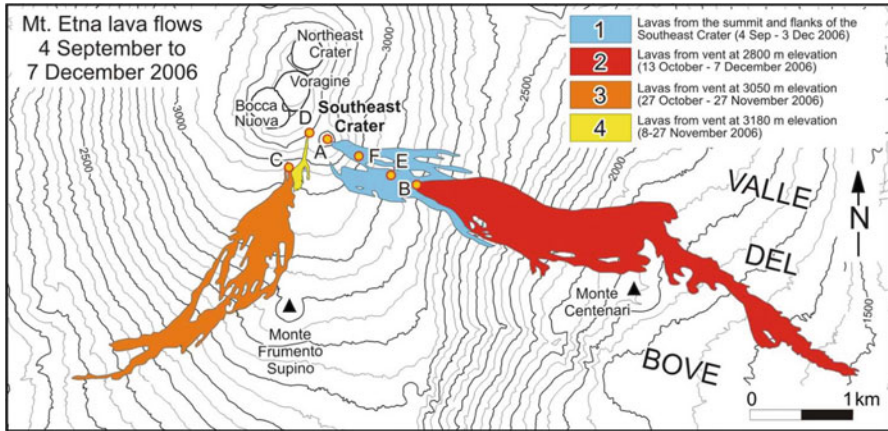 Mt. Etna lava flows
4 September to
7 December 2006
1 Lavas from the summit and flanks of the
Southeast Crater (4 Sep - 3 Dec 2006)
2 Lavas from vent at 2800 m elevation
(13 October - 7 December 2006)
3 Lavas from vent at 3050 m elevation
(27 October - 27 November 2006)
4 Lavas from vent at 3180 m elevation
(8-27 November 2006)
Northeast
Crater
Voragine
Bocca
Nuova
Southeast
Crater
D
A
F
C
E
B
3000
3000
3000
2500
2500
2500
2000
1500
VALLE
DEL
BOVE
N
Monte
Centenari
Monte
Frumento
Supino
0 1 km